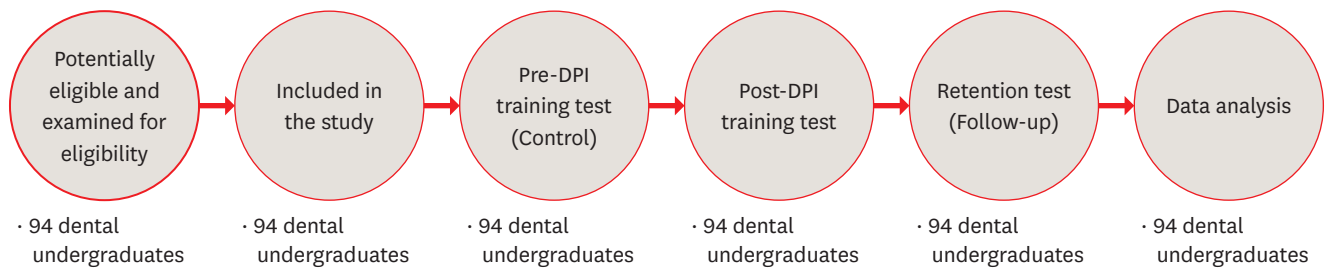 Potentially
eligible and
examined for
eligibility
Included in
the study
Pre-DPI
training test
(Control)
Post-DPI
training test
Retention test
(Follow-up)
Data analysis
· 94 dental
undergraduates
· 94 dental
undergraduates
· 94 dental
undergraduates
· 94 dental
undergraduates
· 94 dental
undergraduates
· 94 dental
undergraduates